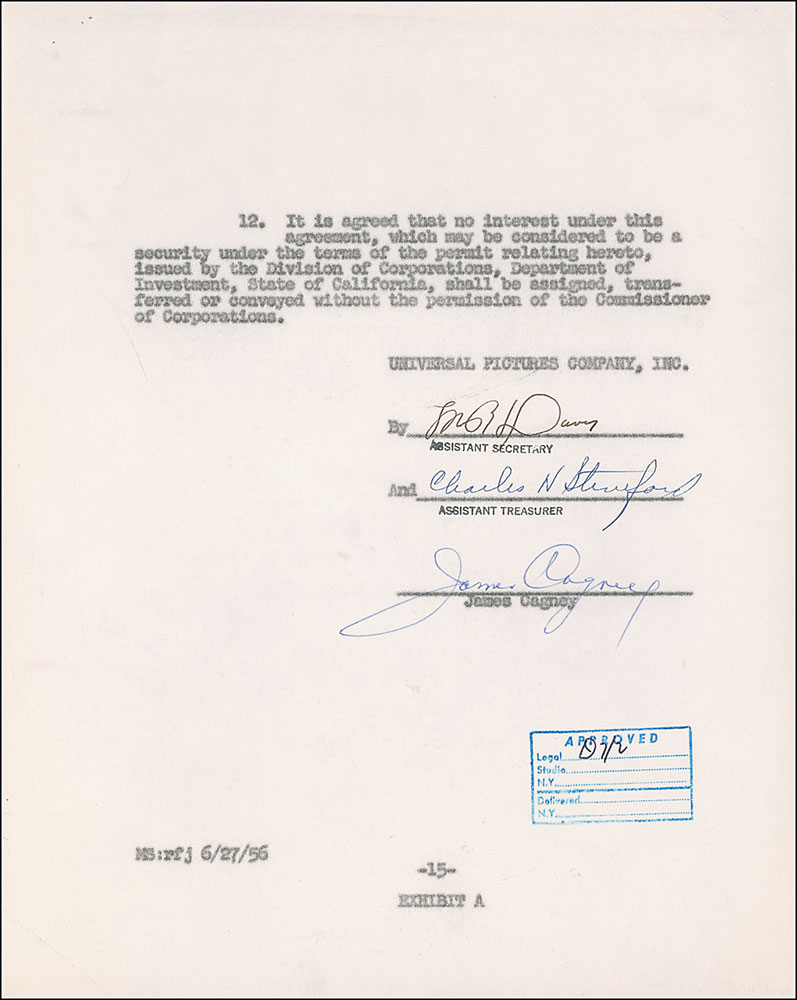 12. It is agreed that no interest under this
agreement, which may be considered to be a
security under the terms of the permit relating hereto,
issued by the Division of Corporations, Department of
Investment, State of California, shall be assigned, trans-
ferred or conveyed without the permission of the Commissioner
of Corporations.
UNIVERSAL PICTURES COMPANY, INC.
By Davis
ASSISTANT SECRETARY
And Charles N
ASSISTANT TREASURER
James Cagney
James Cagney
APPROVED
Legal
Studio
N.Y.
Delivered
N.Y.
MS:rfj 6/27/56
-15-
EXHIBIT A